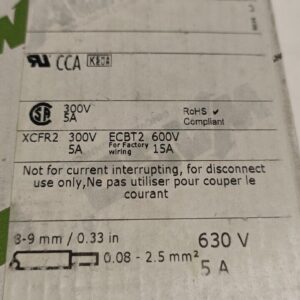 CCA
300V
5A
RoHS ✓
Compliant
XCFR2 300V ECBT2 600V
5A For Factory wiring 15A
Not for current interrupting, for disconnect
use only,Ne pas utiliser pour couper le
courant
8-9 mm / 0.33 in 630 V
0.08 - 2.5 mm² 5 A